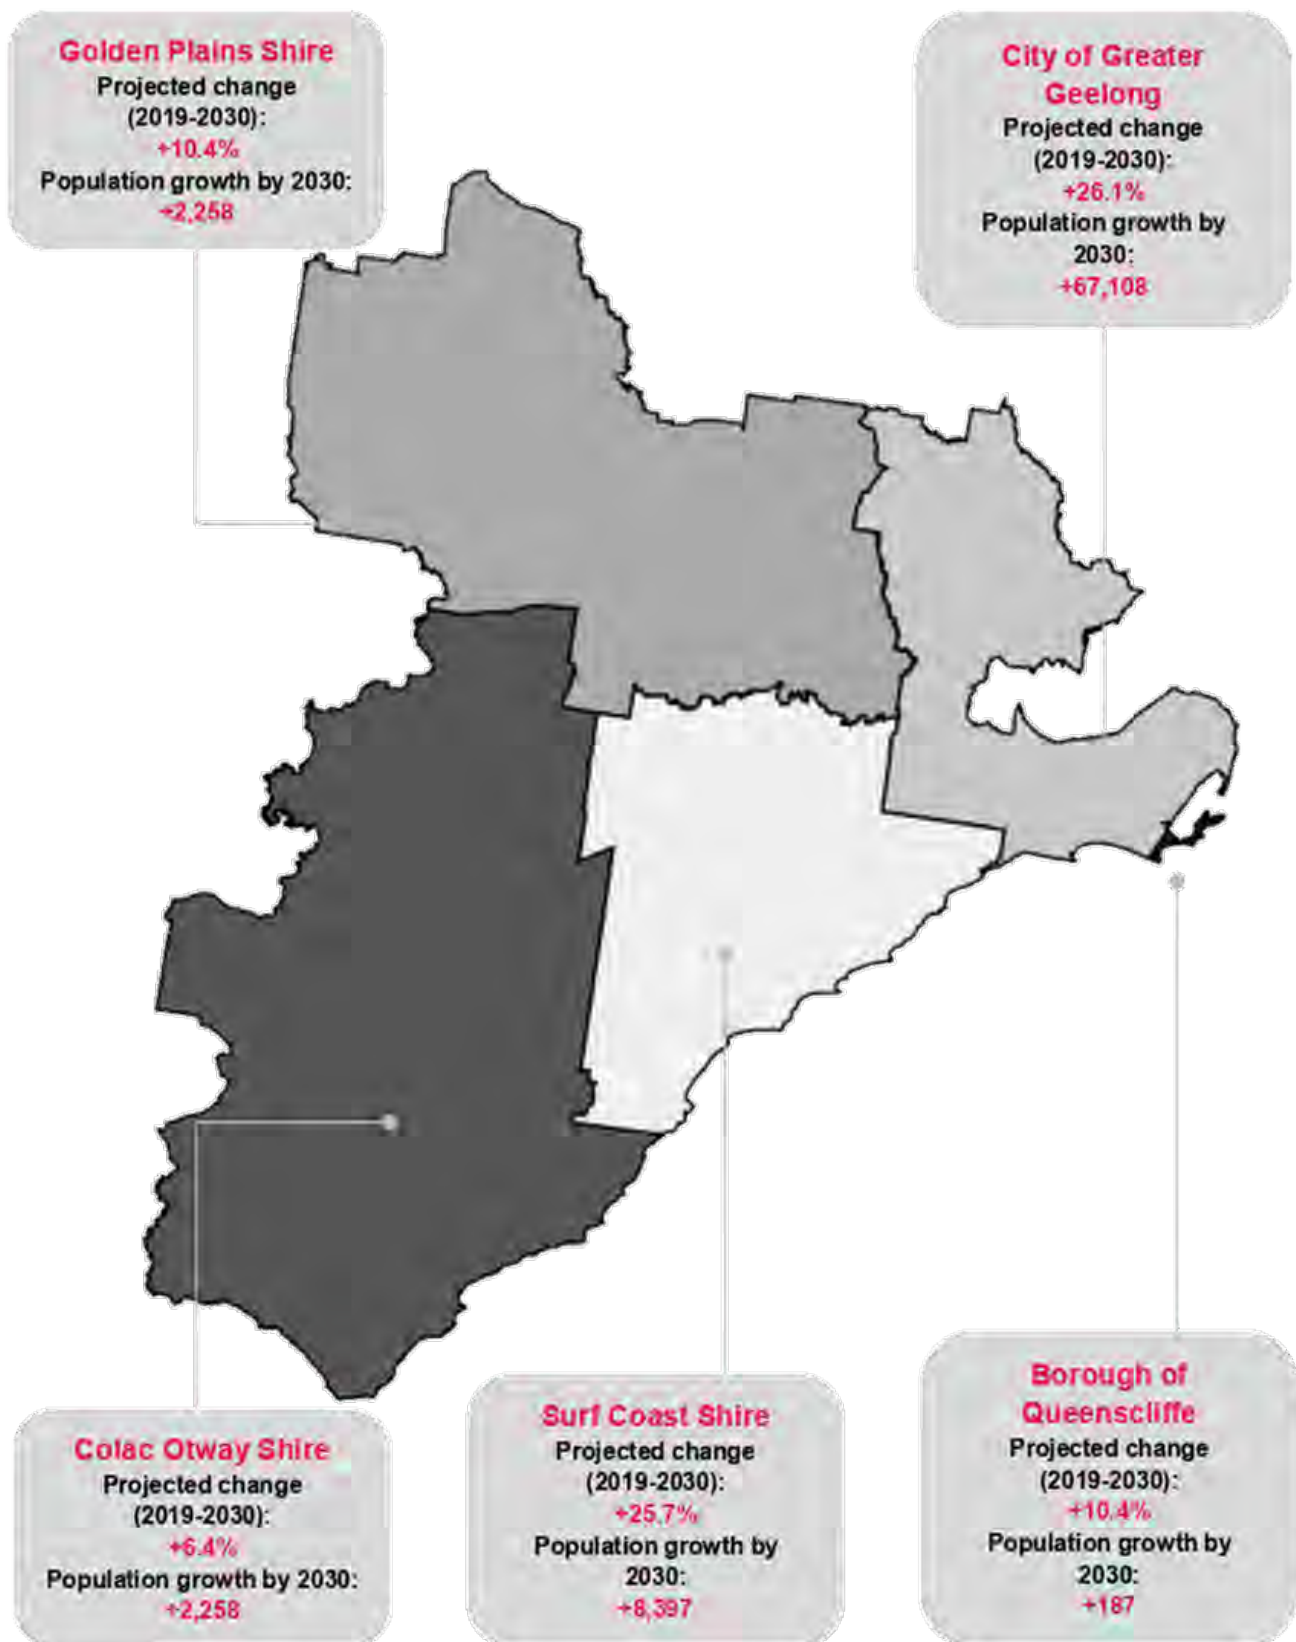 Golden Plains Shire
Projected change
(2019-2030):
+10.4%
Population growth by 2030:
+2,258
City of Greater
Geelong
Projected change
(2019-2030):
+26.1%
Population growth by
2030:
+67,108
Colac Otway Shire
Projected change
(2019-2030):
+6.4%
Population growth by 2030:
+2,258
Surf Coast Shire
Projected change
(2019-2030):
+25.7%
Population growth by
2030:
+8,397
Borough of
Queenscliffe
Projected change
(2019-2030):
+10.4%
Population growth by
2030:
+187